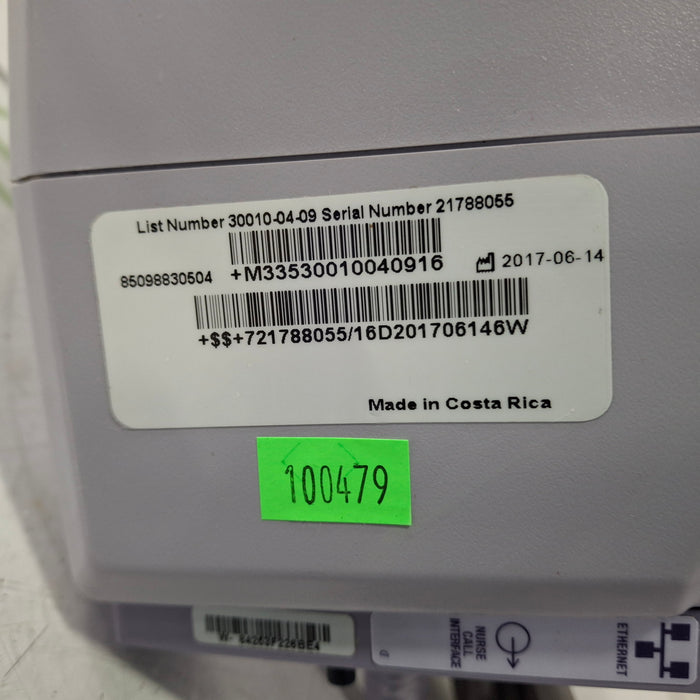 List Number 30010-04-09 Serial Number 21788055
85098830504 +M33530010040916 2017-06-14
+$$+721788055/16D201706146W
Made in Costa Rica
100479
NURSE
CALL
INTERFACE
ETHERNET